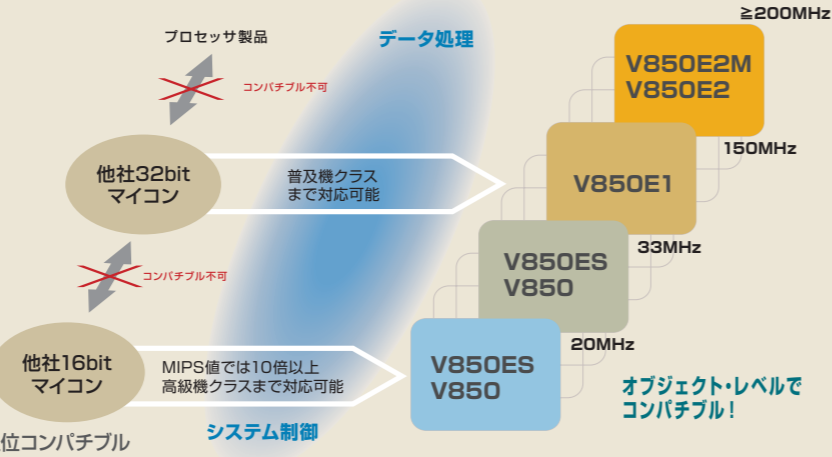 ≧200MHz
プロセッサ製品
データ処理
コンパチブル不可
V850E2M
V850E2
150MHz
他社32bit
マイコン
普及機クラス
まで対応可能
V850E1
33MHz
コンパチブル不可
V850ES
V850
20MHz
他社16bit
マイコン
MIPS値では10倍以上
高級機クラスまで対応可能
V850ES
V850
オブジェクト・レベルで
コンパチブル！
システム制御
位コンパチブル